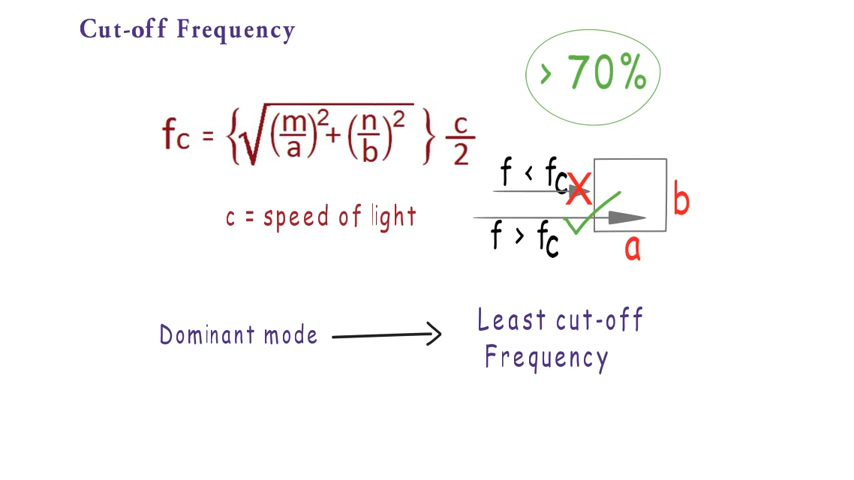 Cut-off Frequency
> 70%
fc = {√(m/a)² + (n/b)² } c/2
f < fc
c = speed of light
b
f > fc
a
Dominant mode
Least cut-off
Frequency